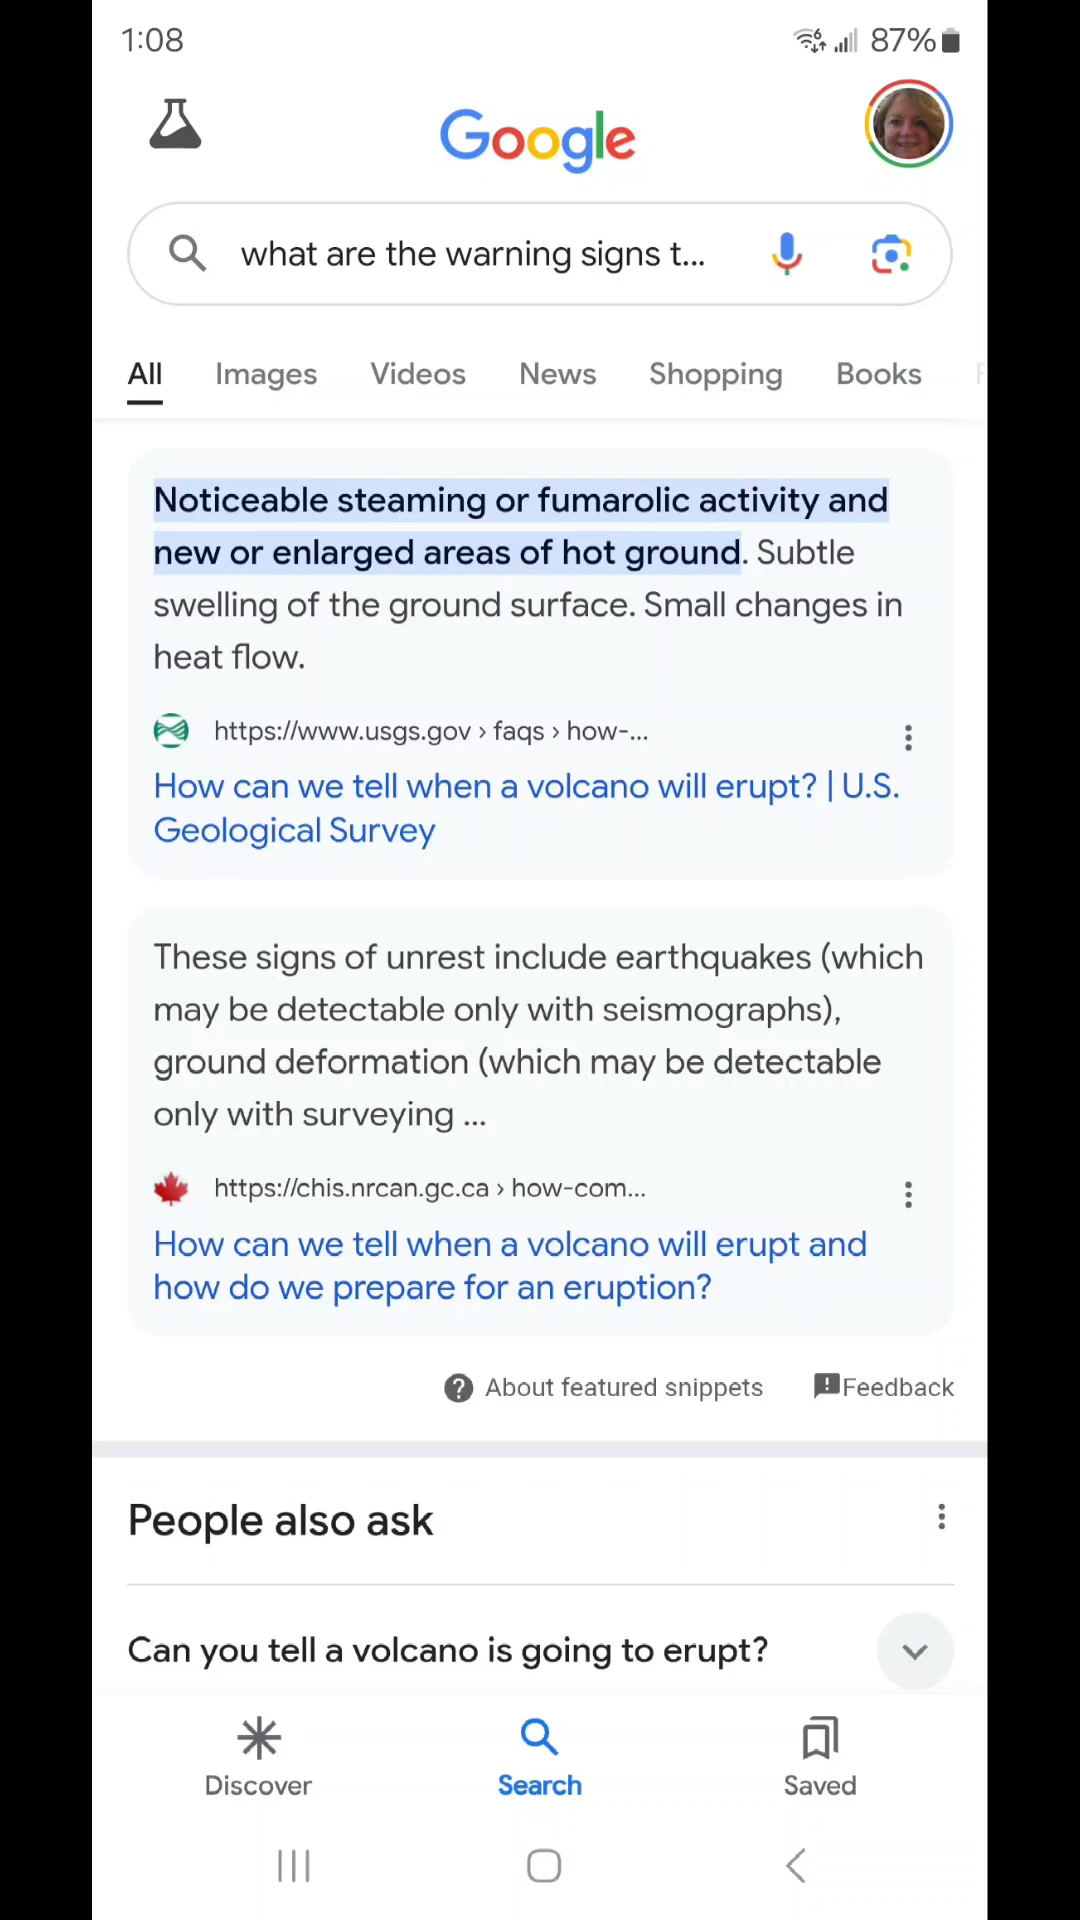 1:08
6
87%
Google
what are the warning signs t...
All Images Videos News Shopping Books
Noticeable steaming or fumarolic activity and
new or enlarged areas of hot ground. Subtle
swelling of the ground surface. Small changes in
heat flow.
https://www.usgs.gov › faqs › how-...
How can we tell when a volcano will erupt? | U.S.
Geological Survey
These signs of unrest include earthquakes (which
may be detectable only with seismographs),
ground deformation (which may be detectable
only with surveying ...
https://chis.nrcan.gc.ca › how-com...
How can we tell when a volcano will erupt and
how do we prepare for an eruption?
About featured snippets
Feedback
People also ask
Can you tell a volcano is going to erupt?
Discover Search Saved